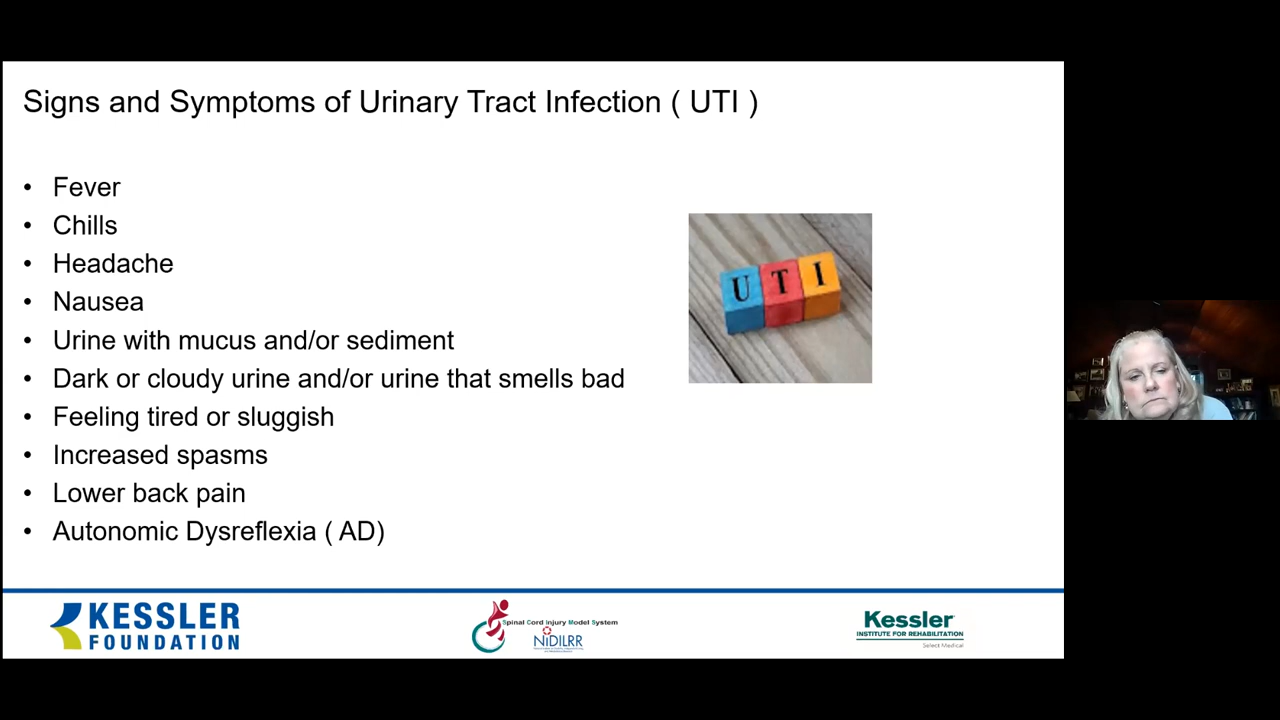 Signs and Symptoms of Urinary Tract Infection ( UTI )
• Fever
• Chills
• Headache
• Nausea
• Urine with mucus and/or sediment
• Dark or cloudy urine and/or urine that smells bad
• Feeling tired or sluggish
• Increased spasms
• Lower back pain
• Autonomic Dysreflexia ( AD)
U T I
KESSLER
FOUNDATION
Spinal Cord Injury Model System
NIDILRR
Kessler
INSTITUTE FOR REHABILITATION
Select Medical